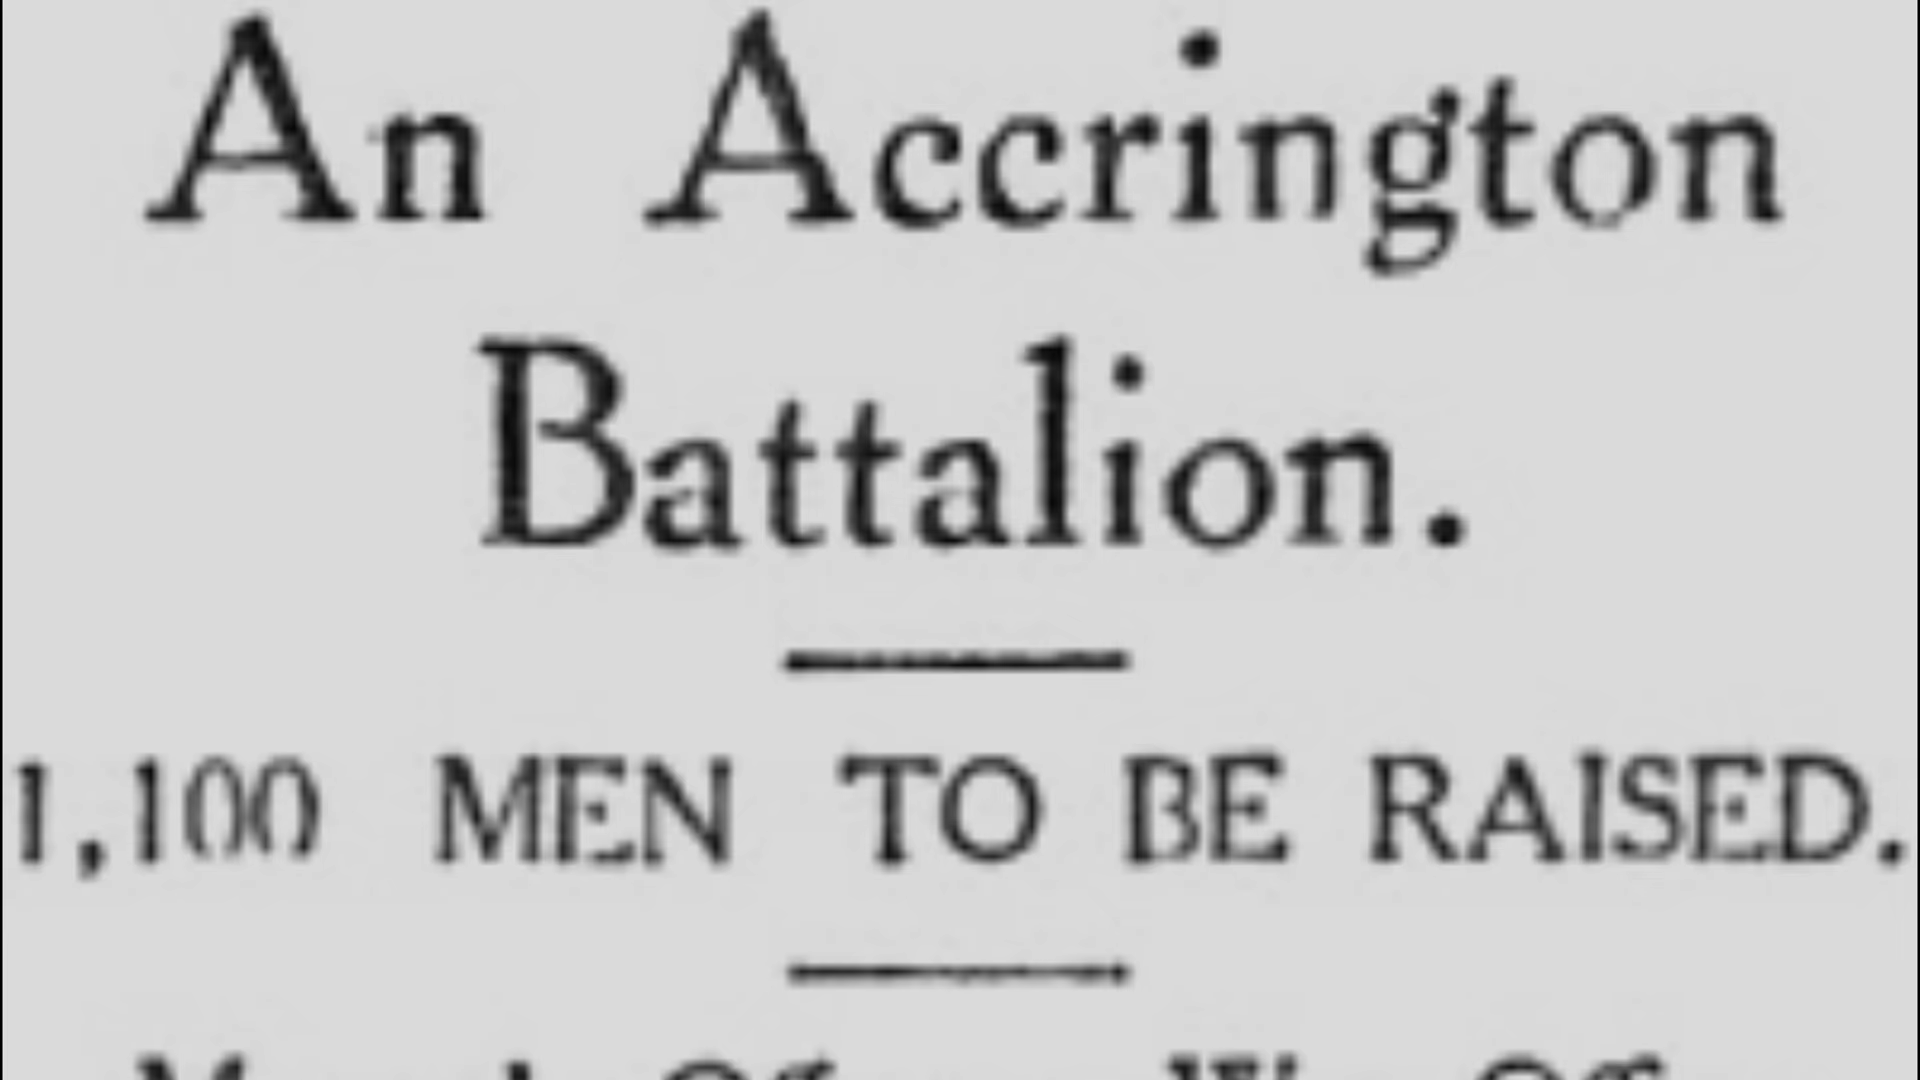 An Accrington
Battalion.
1,100 MEN TO BE RAISED.